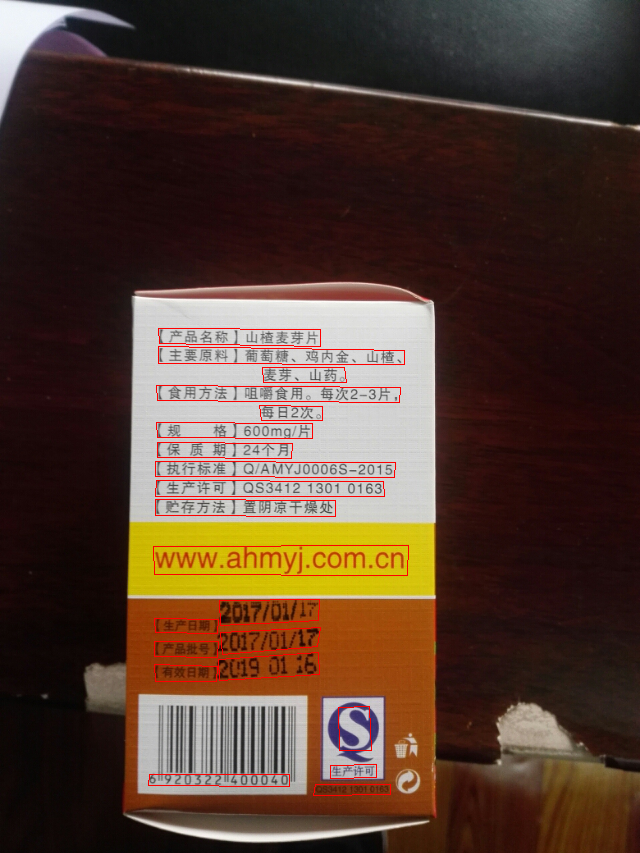 【产品名称】山楂麦芽片
【主要原料】葡萄糖、鸡内金、山楂、
麦芽、山药。
【食用方法】咀嚼食用。每次2-3片，
每日2次。
【规 格】600mg/片
【保 质 期】24个月
【执行标准】Q/AMYJ0006S-2015
【生产许可】QS3412 1301 0163
【贮存方法】置阴凉干燥处
www.ahmyj.com.cn
【生产日期】2017/01/17
【产品批号】2017/01/17
【有效日期】2019 01 16
S
生产许可
6920322400040
QS3412 1301 0163